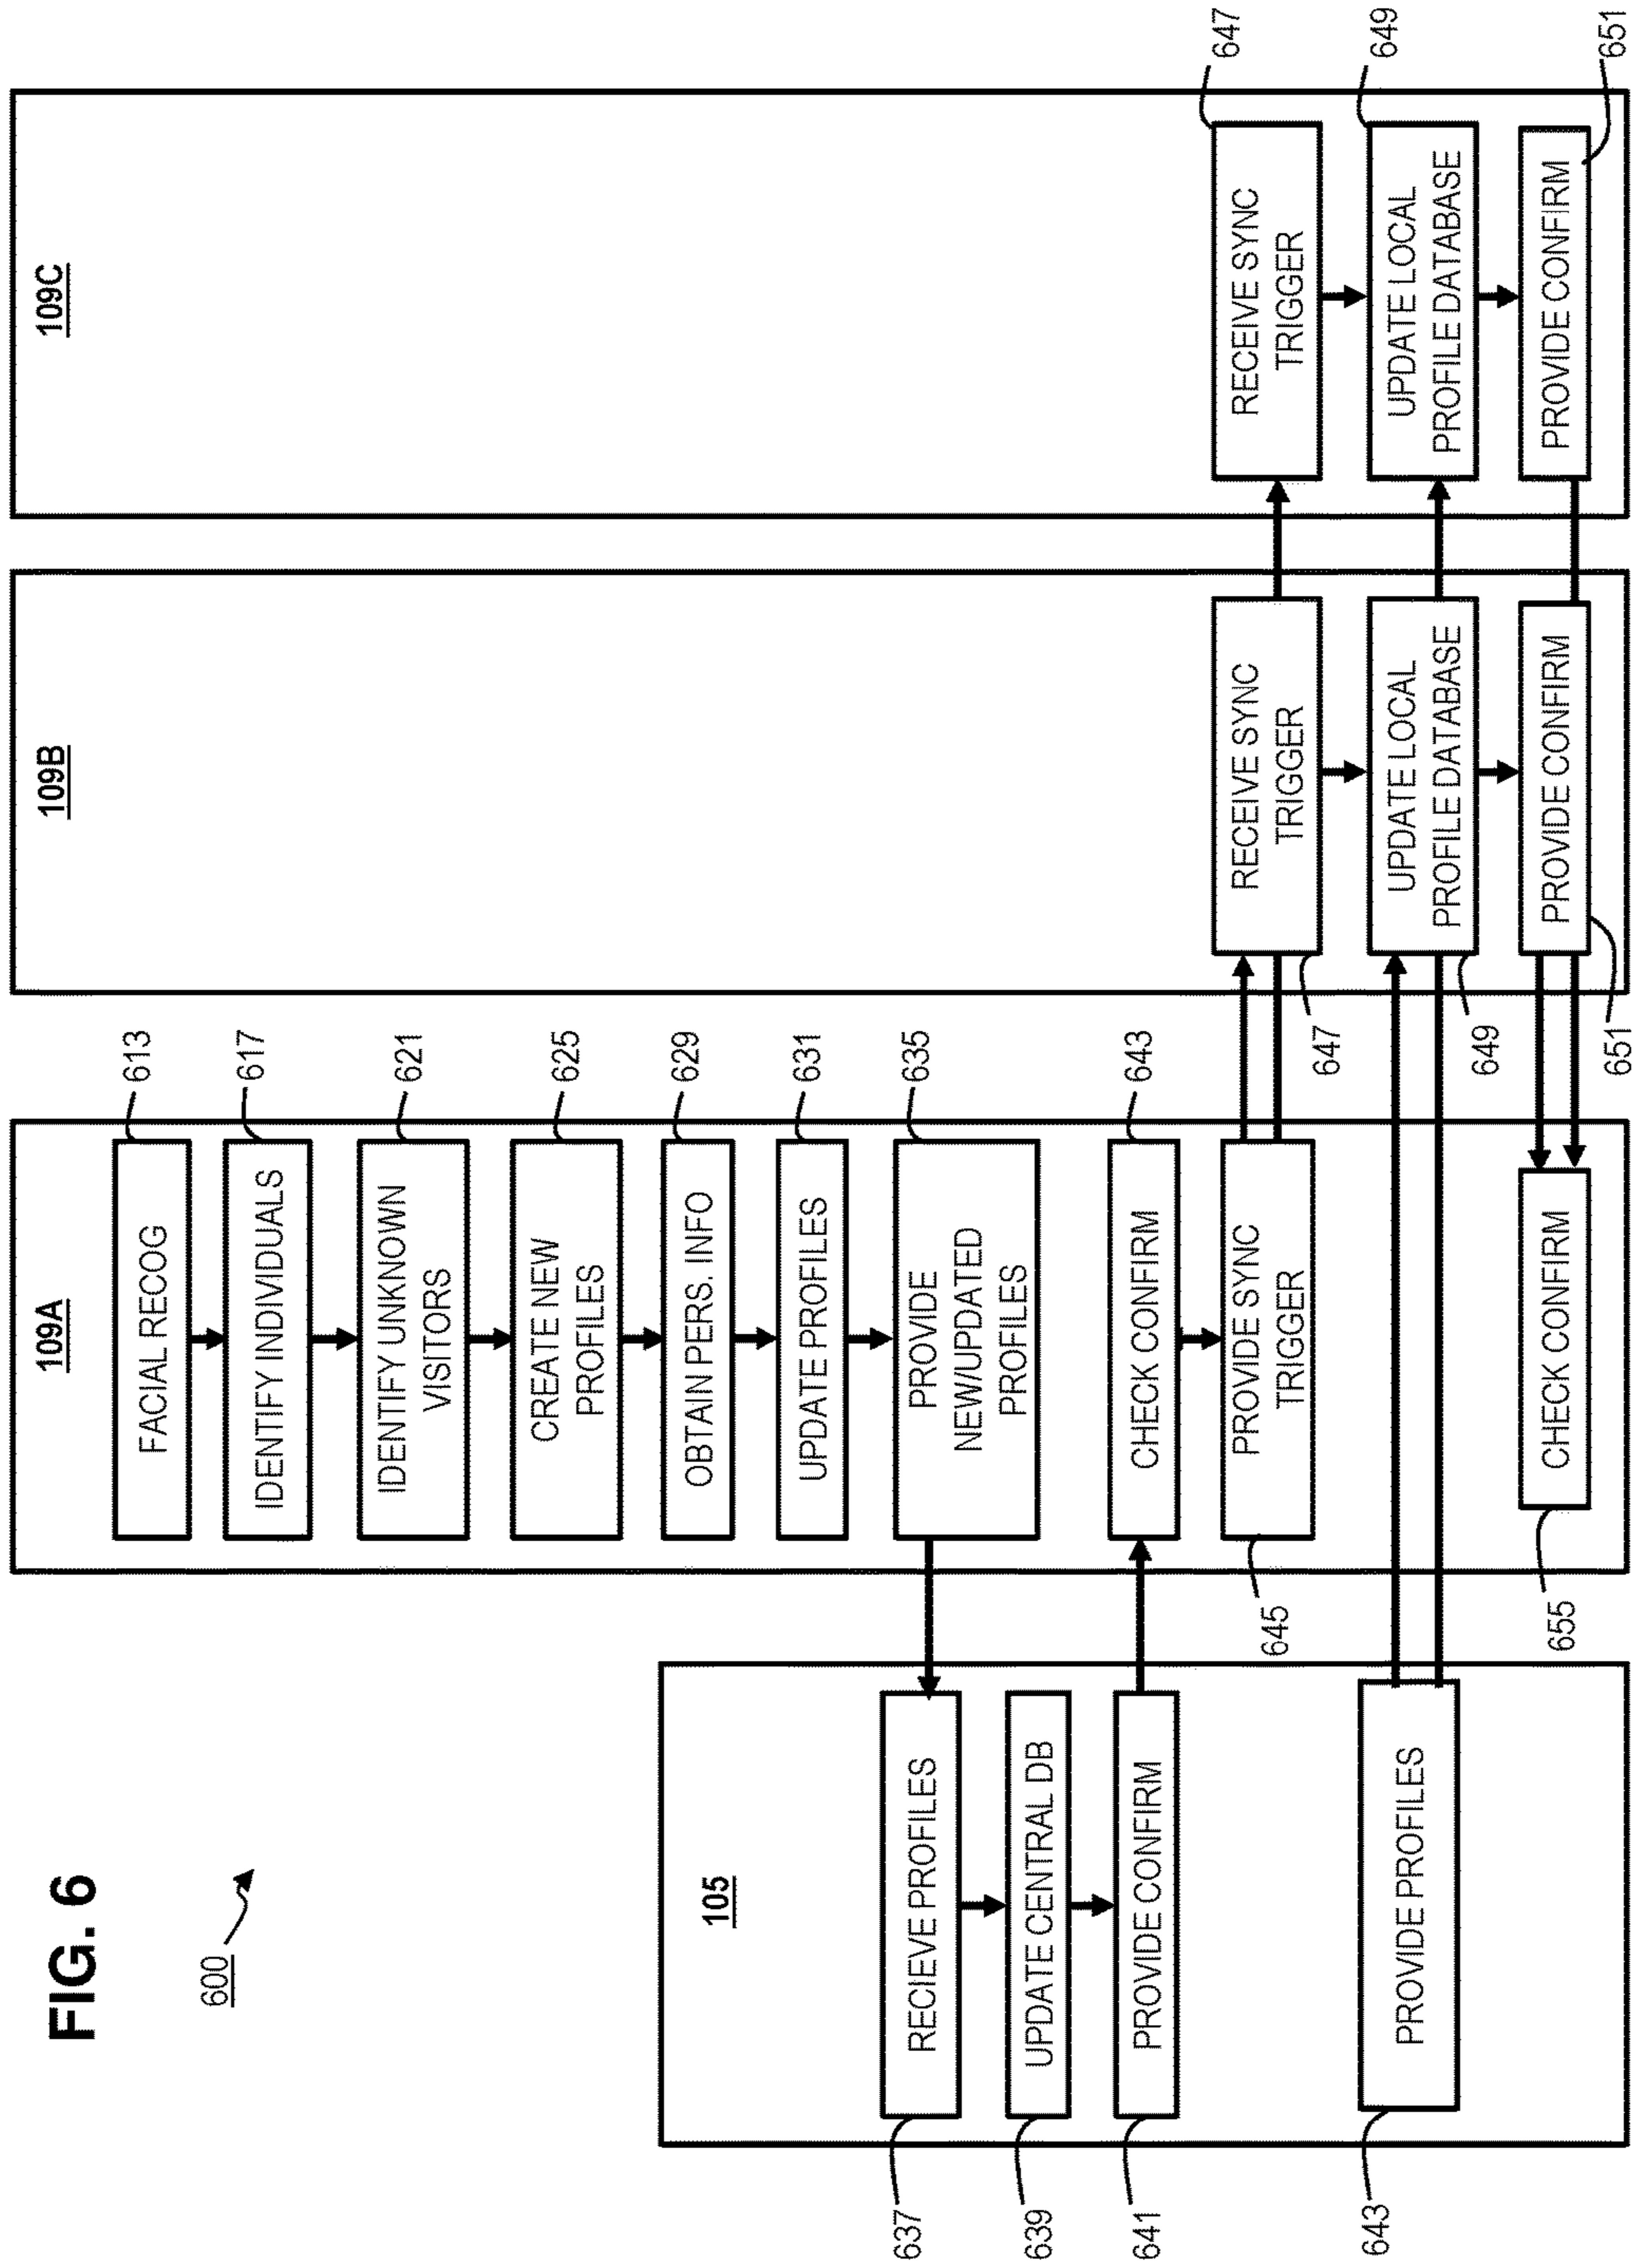 FIG. 6
600
105
RECIEVE PROFILES
637
UPDATE CENTRAL DB
639
PROVIDE CONFIRM
641
PROVIDE PROFILES
643
109A
FACIAL RECOG
613
IDENTIFY INDIVIDUALS
617
IDENTIFY UNKNOWN
VISITORS
621
CREATE NEW
PROFILES
625
OBTAIN PERS. INFO
629
UPDATE PROFILES
631
PROVIDE
NEW/UPDATED
PROFILES
635
CHECK CONFIRM
643
PROVIDE SYNC
TRIGGER
645
CHECK CONFIRM
655
109B
RECEIVE SYNC
TRIGGER
647
UPDATE LOCAL
PROFILE DATABASE
649
PROVIDE CONFIRM
651
109C
RECEIVE SYNC
TRIGGER
647
UPDATE LOCAL
PROFILE DATABASE
649
PROVIDE CONFIRM
651